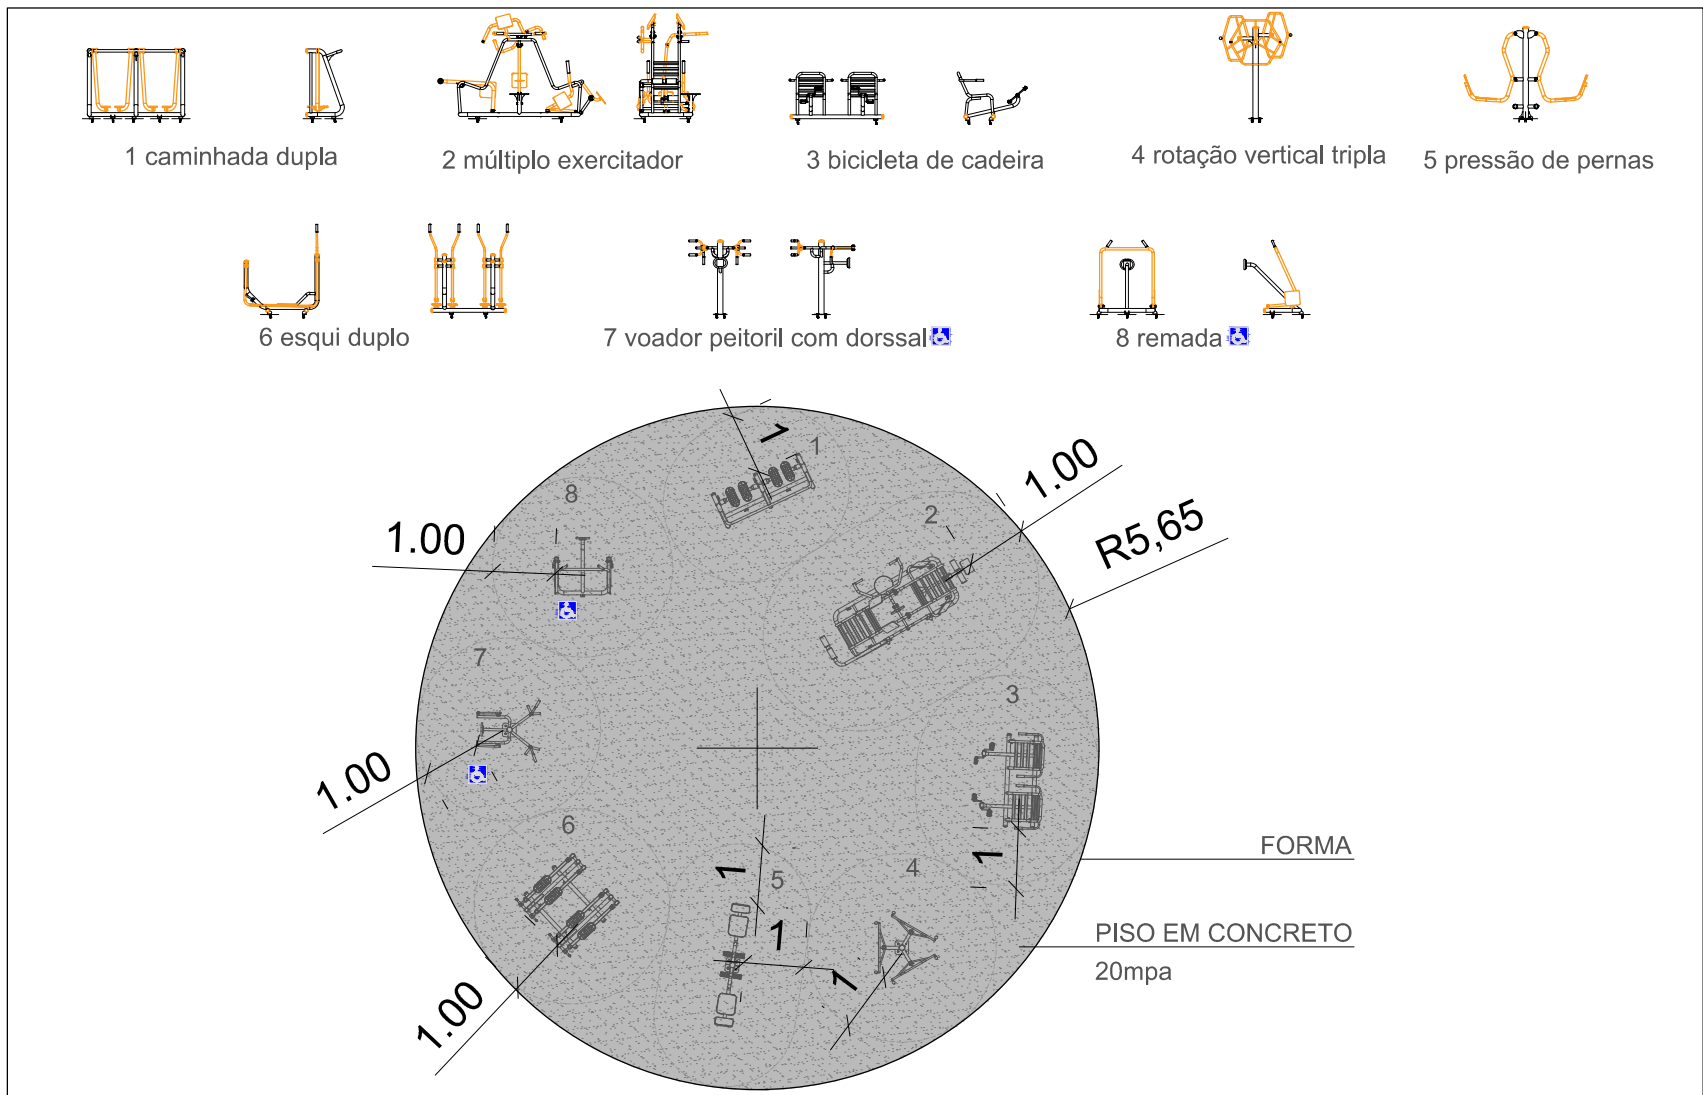 1 caminhada dupla
2 múltiplo exercitador
3 bicicleta de cadeira
4 rotação vertical tripla
5 pressão de pernas
6 esqui duplo
7 voador peitoril com dorssal
8 remada
1
1
1.00
2
R5,65
8
1.00
7
3
1.00
6
1
5
4
1
FORMA
1
1
PISO EM CONCRETO
20mpa
1.00